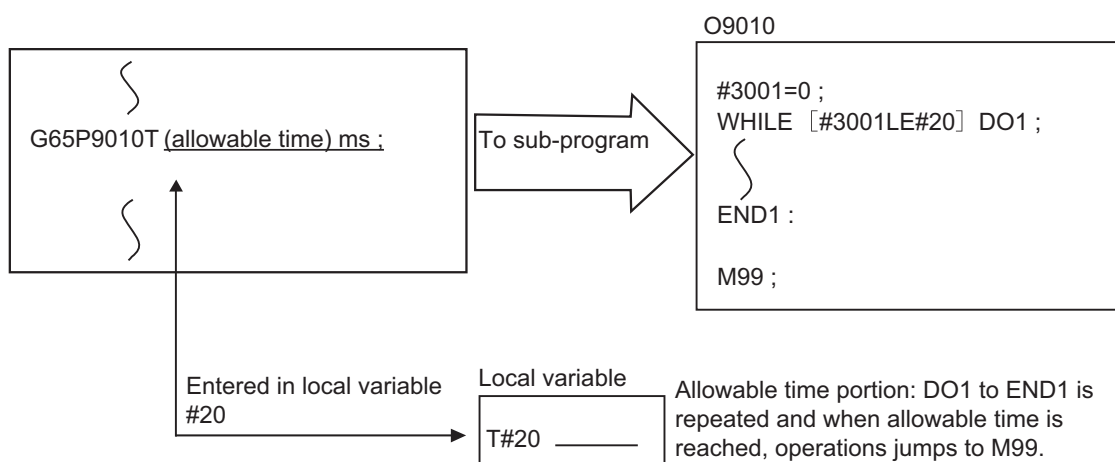 G65P9010T (allowable time) ms ;
To sub-program
O9010
#3001=0 ;
WHILE [#3001LE#20] DO1 ;
END1 :
M99 ;
Entered in local variable
#20
Local variable
T#20
Allowable time portion: DO1 to END1 is
repeated and when allowable time is
reached, operations jumps to M99.